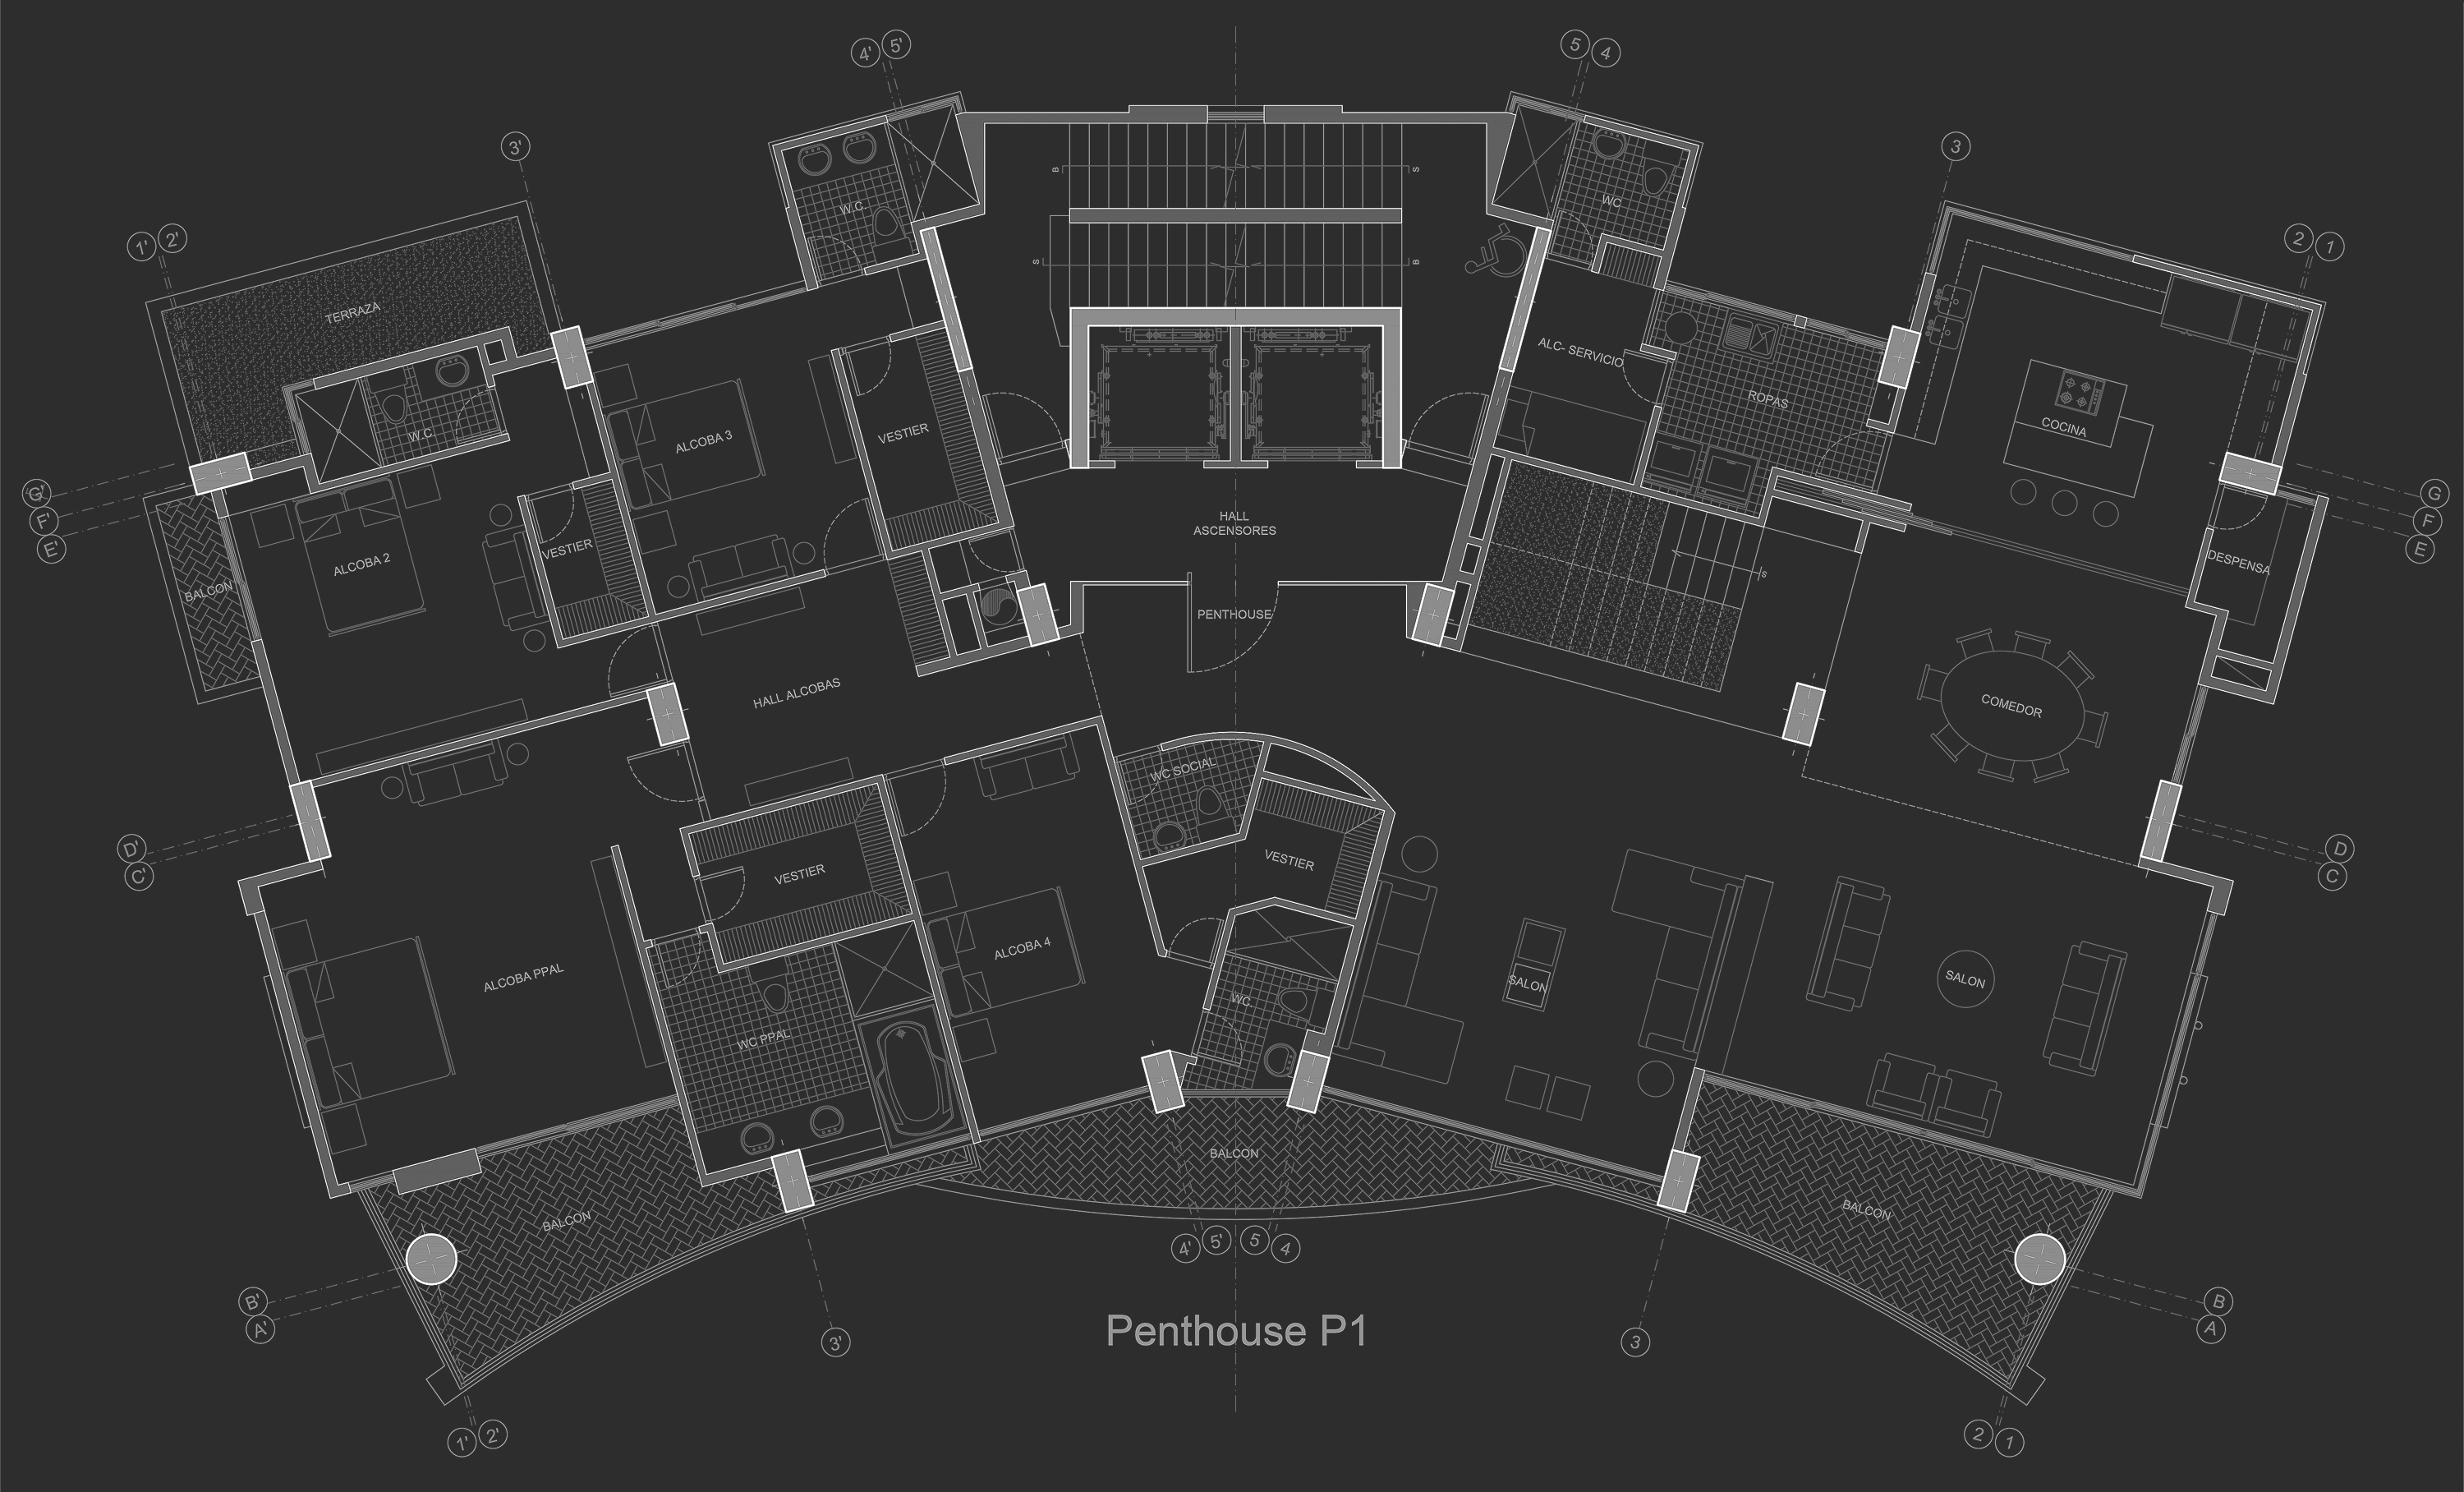 4'
5'
5
4
3'
3
1'
2'
2
1
B
S
W.C.
WC
S
B
TERRAZA
ALC- SERVICIO
ROPAS
COCINA
W.C.
ALCOBA 3
VESTIER
G'
F'
E'
G
F
E
HALL
ASCENSORES
ALCOBA 2
VESTIER
BALCON
DESPENSA
S
PENTHOUSE
HALL ALCOBAS
COMEDOR
WC SOCIAL
D'
C'
D
C
VESTIER
VESTIER
ALCOBA PPAL
ALCOBA 4
WC.
SALON
SALON
WC PPAL
BALCON
BALCON
BALCON
4'
5'
5
4
B'
A'
B
A
Penthouse P1
3'
3
1'
2'
2
1